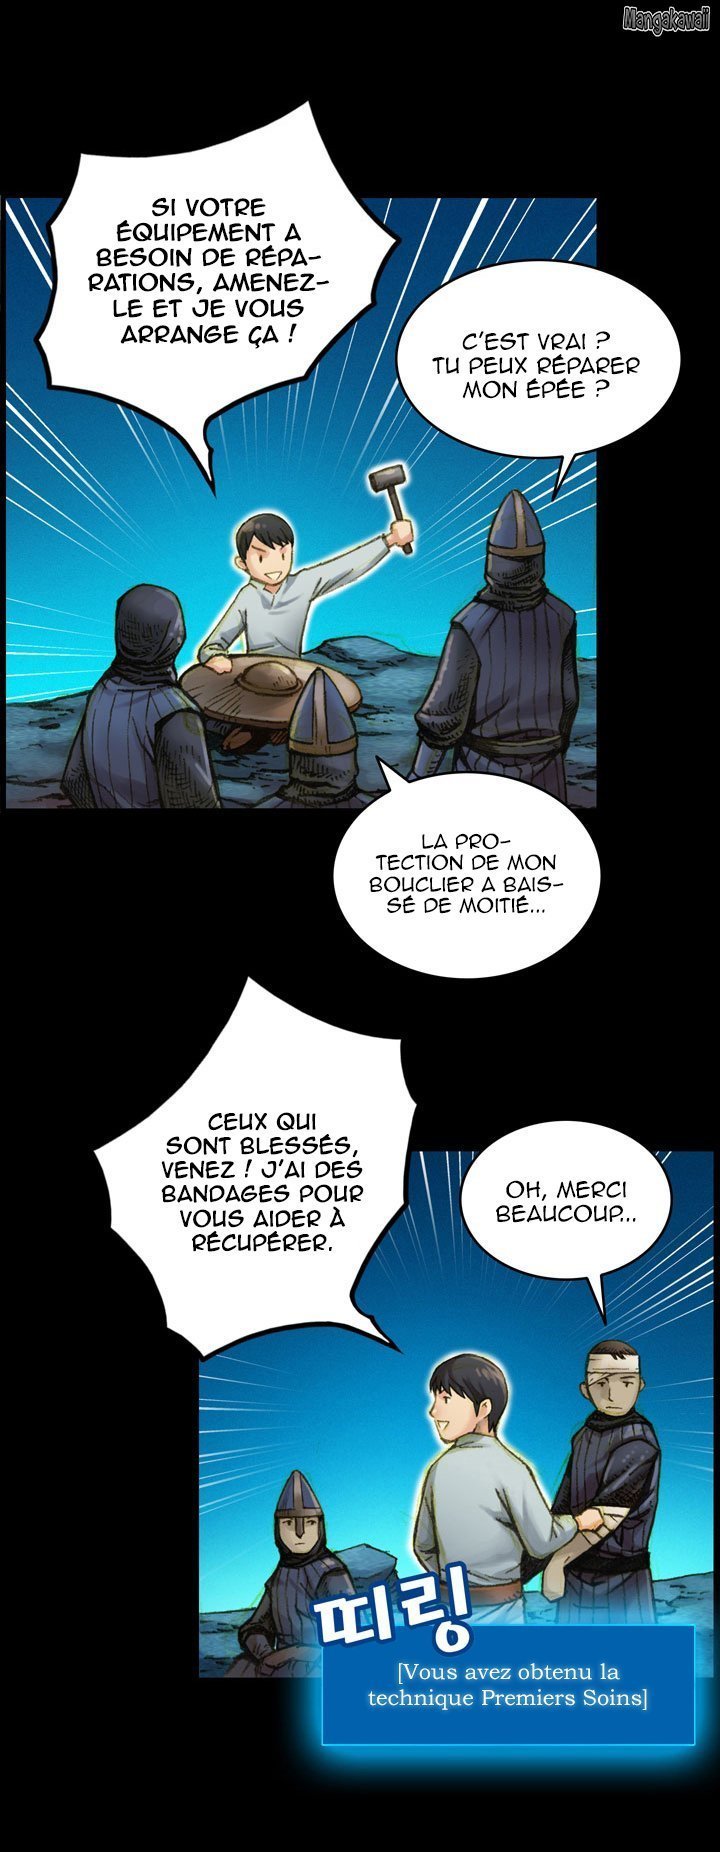 Mangakawaii
SI VOTRE
ÉQUIPEMENT A
BESOIN DE RÉPA-
RATIONS, AMENEZ-
LE ET JE VOUS
ARRANGE ÇA !
C'EST VRAI ?
TU PEUX RÉPARER
MON ÉPÉE ?
LA PRO-
TECTION DE MON
BOUCLIER A BAIS-
SÉ DE MOITIÉ...
CEUX QUI
SONT BLESSÉS,
VENEZ ! J'AI DES
BANDAGES POUR
VOUS AIDER À
RÉCUPÉRER.
OH, MERCI
BEAUCOUP...
띠링
[Vous avez obtenu la
technique Premiers Soins]